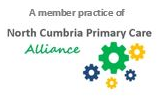 A member practice of
North Cumbria Primary Care
Alliance